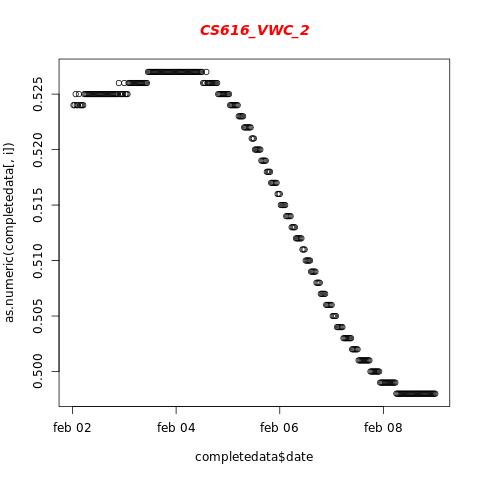 CS616_VWC_2
as.numeric(completedata[, i])
0.525
0.520
0.515
0.510
0.505
0.500
feb 02 feb 04 feb 06 feb 08
completedata$date